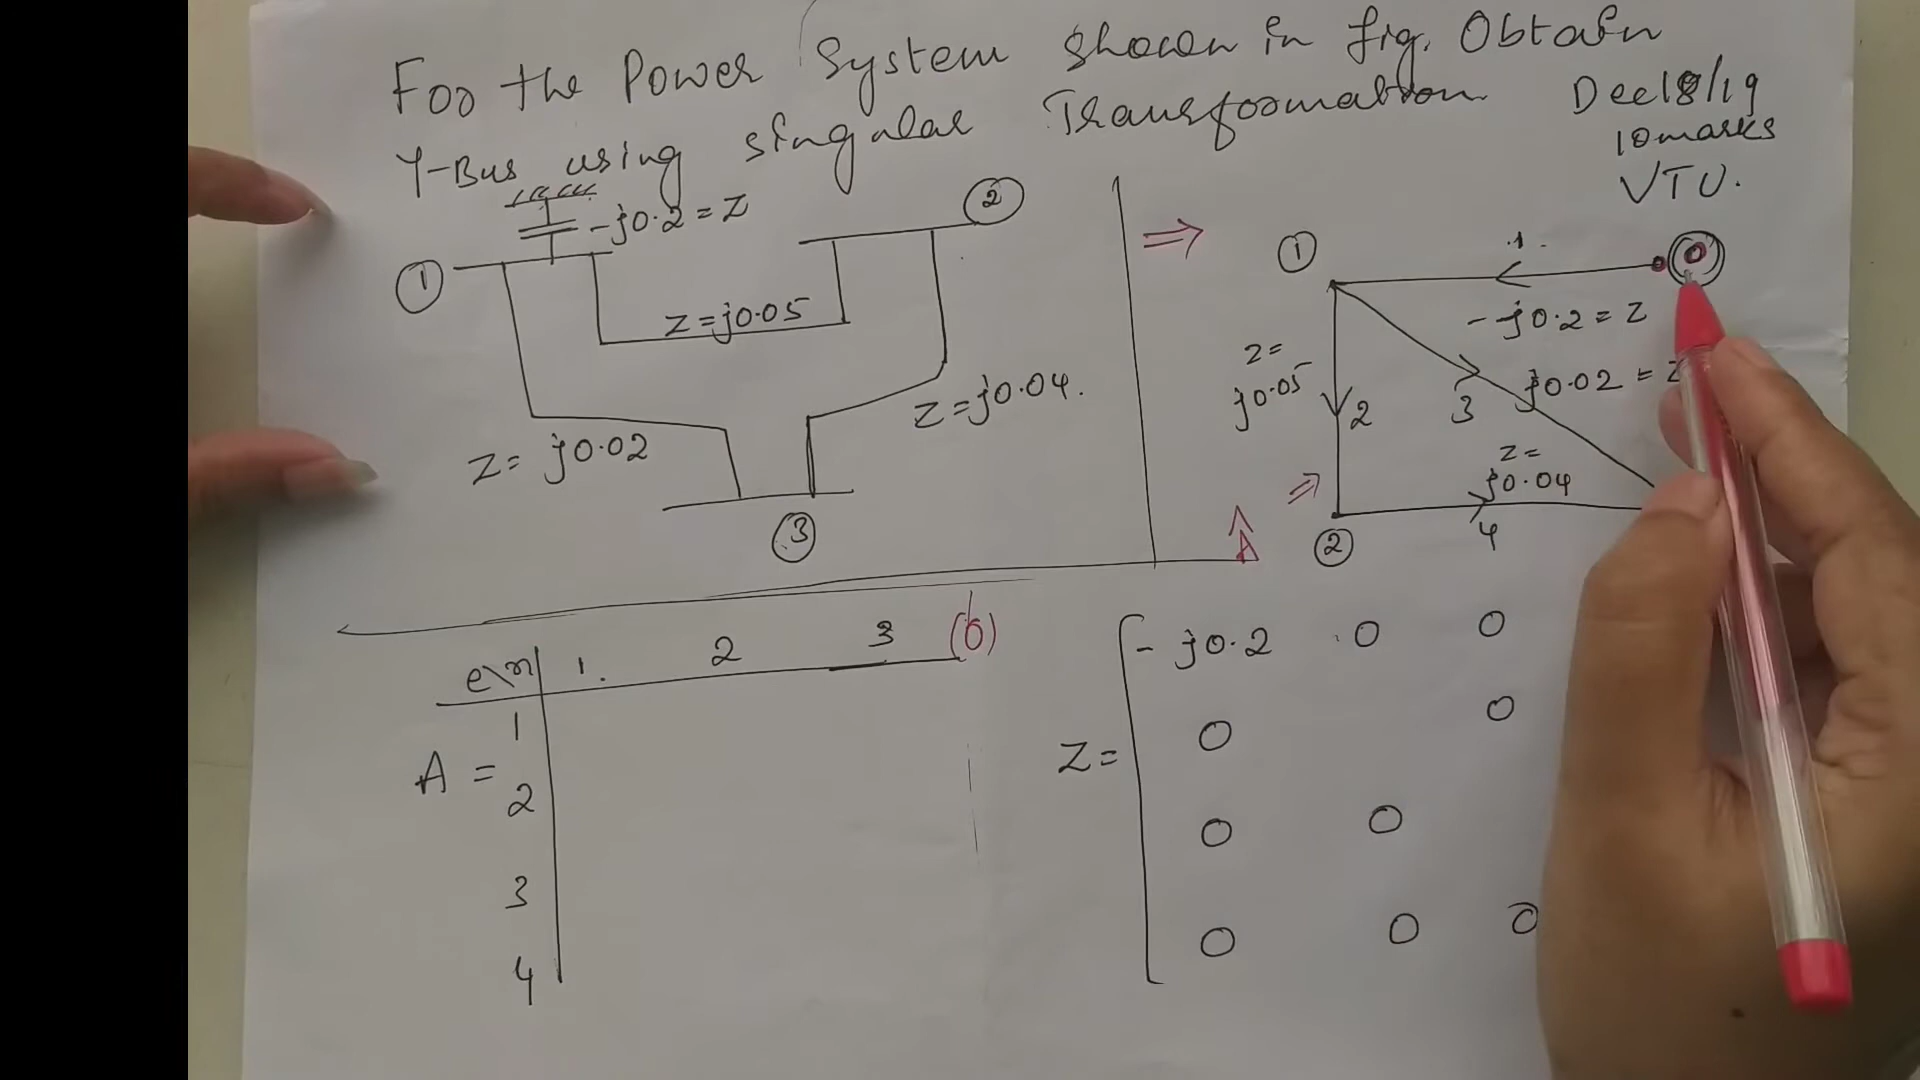 For the Power System shown in fig. Obtain
Y-Bus using singular Transformation
Dec18/19
10marks
VTU.
-j0.2 = Z
①
②
Z = j0.05
Z = j0.04.
Z = j0.02
③
⇒
①
1
0
-j0.2 = Z
Z =
j0.05
2
3
j0.02 = Z
Z =
j0.04
4
⇒
②
e\n 1. 2 3 (0)
1
A =
2
3
4
Z =
-j0.2 0 0
0 0
0 0
0 0 0